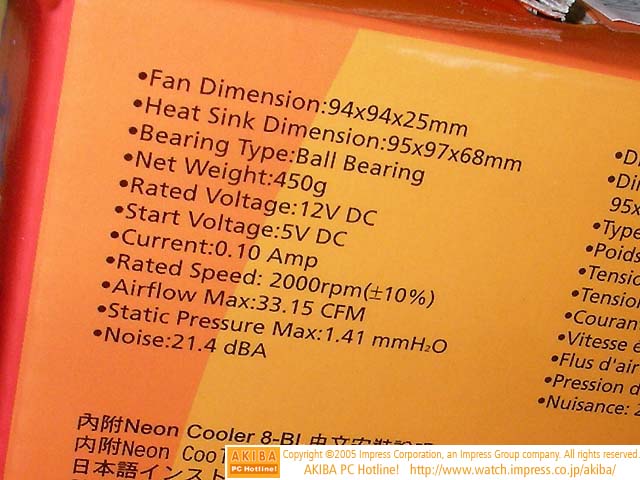 •Fan Dimension:94x94x25mm
•Heat Sink Dimension:95x97x68mm
•Bearing Type:Ball Bearing
•Net Weight:450g
•Rated Voltage:12V DC
•Start Voltage:5V DC
•Current:0.10 Amp
•Rated Speed: 2000rpm(±10%)
•Airflow Max:33.15 CFM
•Static Pressure Max:1.41 mmH₂O
•Noise:21.4 dBA
•Di
95x
•Type
•Poids
•Tensio
•Tension
•Couran
•Vitesse
•Flus d'air
•Pression d
•Nuisance:
內附Neon Cooler 8-BL
内附Neon
日本語インスト
AKIBA
PC Hotline!
Copyright ©2005 Impress Corporation, an Impress Group company. All rights reserved.
AKIBA PC Hotline! http://www.watch.impress.co.jp/akiba/